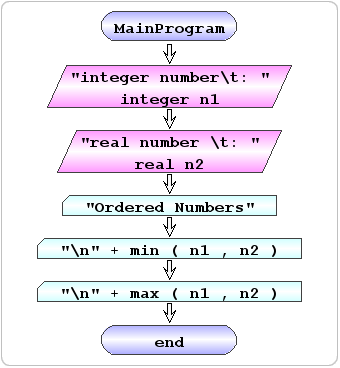 MainProgram
"integer number\t: "
integer n1
"real number \t: "
real n2
"Ordered Numbers"
"\n" + min ( n1 , n2 )
"\n" + max ( n1 , n2 )
end